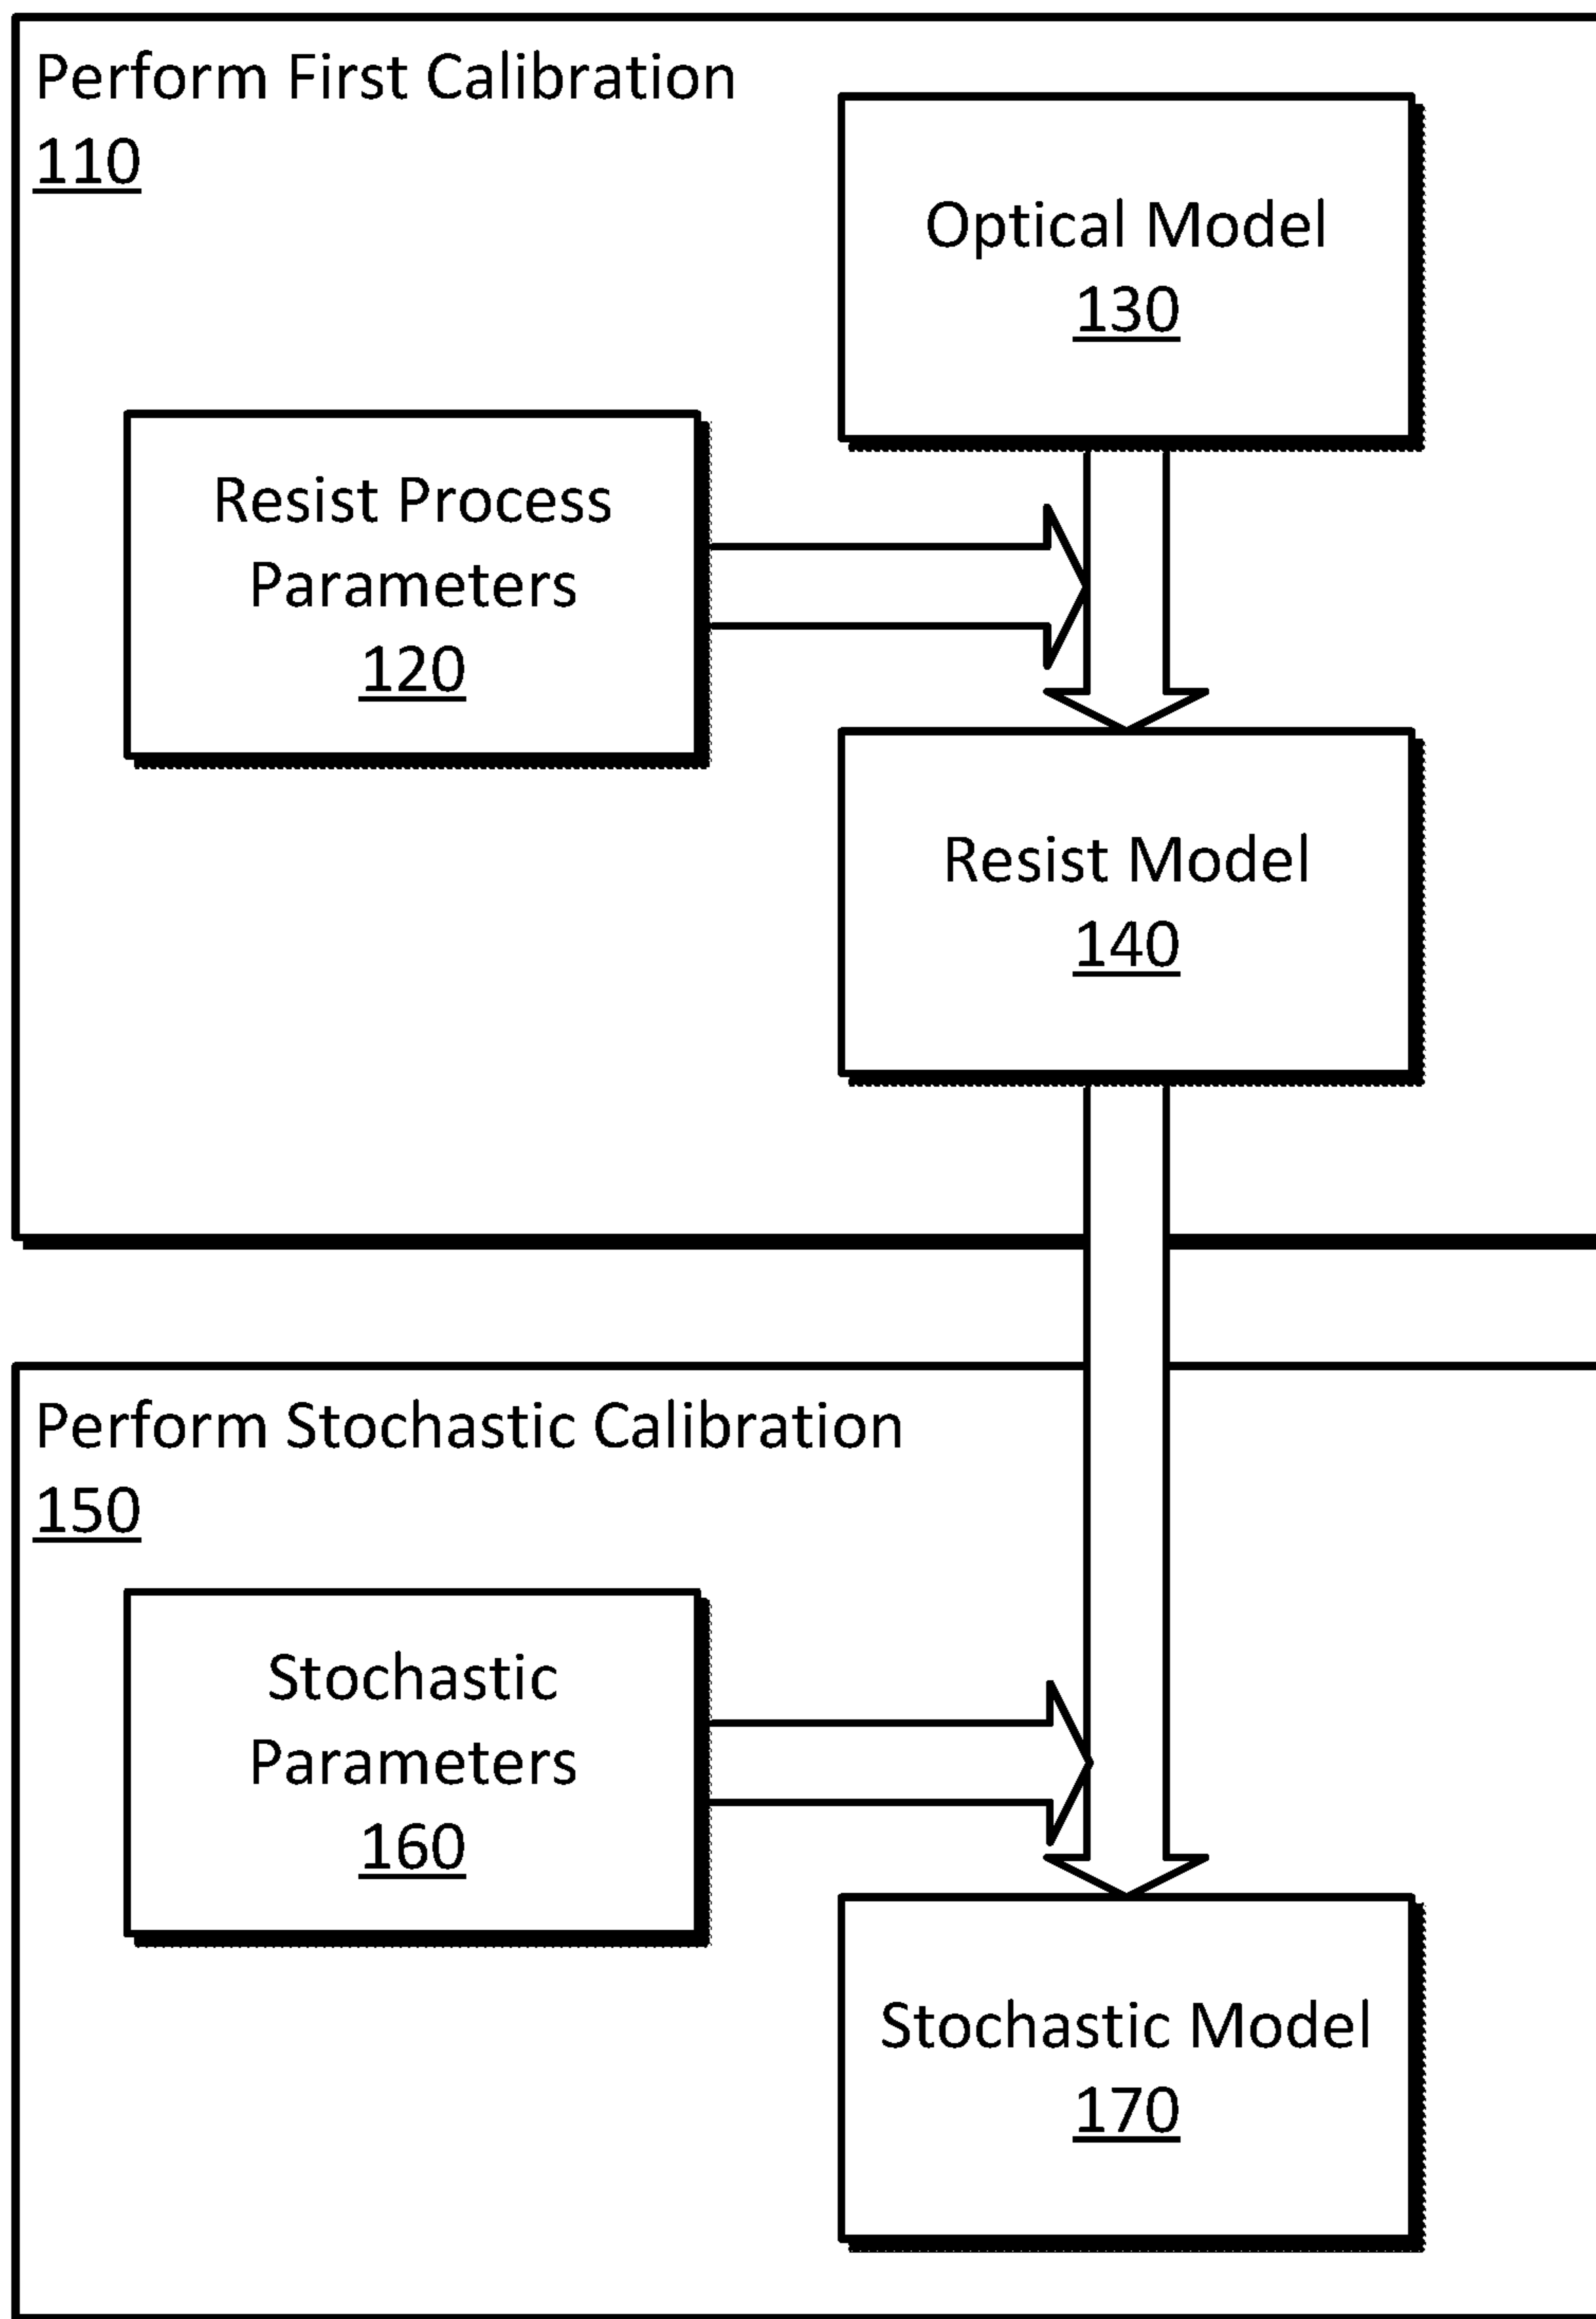 Perform First Calibration
110
Optical Model
130
Resist Process
Parameters
120
Resist Model
140
Perform Stochastic Calibration
150
Stochastic
Parameters
160
Stochastic Model
170